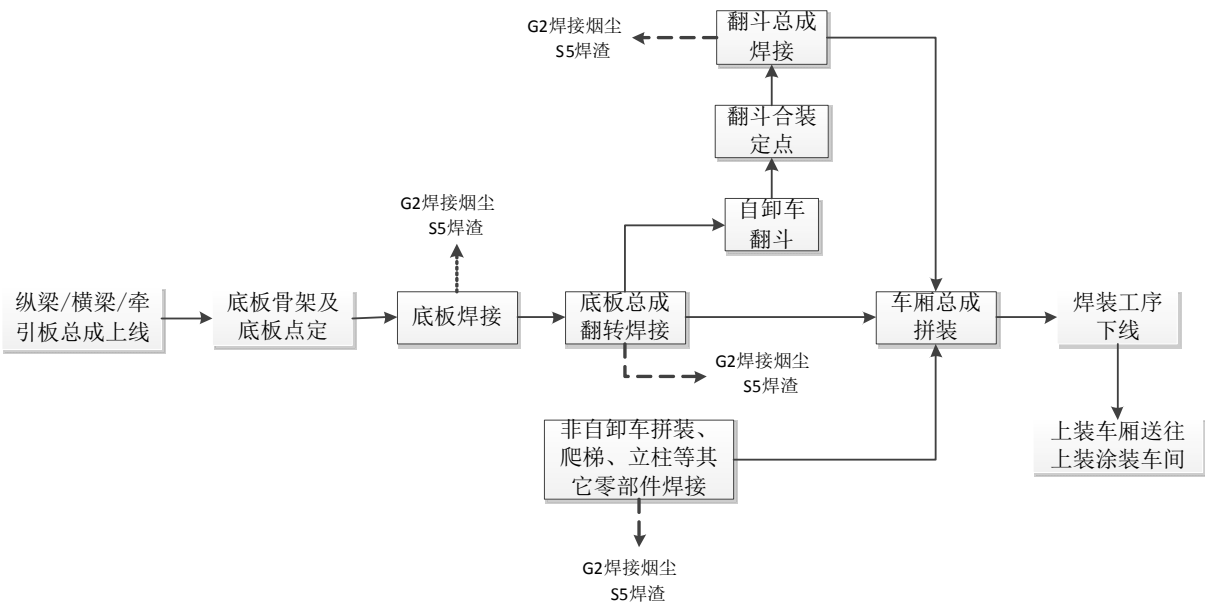 G2焊接烟尘
S5焊渣
翻斗总成
焊接
翻斗合装
定点
G2焊接烟尘
S5焊渣
自卸车
翻斗
纵梁/横梁/牵
引板总成上线
底板骨架及
底板点定
底板焊接
底板总成
翻转焊接
车厢总成
拼装
焊装工序
下线
G2焊接烟尘
S5焊渣
非自卸车拼装、
爬梯、立柱等其
它零部件焊接
上装车厢送往
上装涂装车间
G2焊接烟尘
S5焊渣